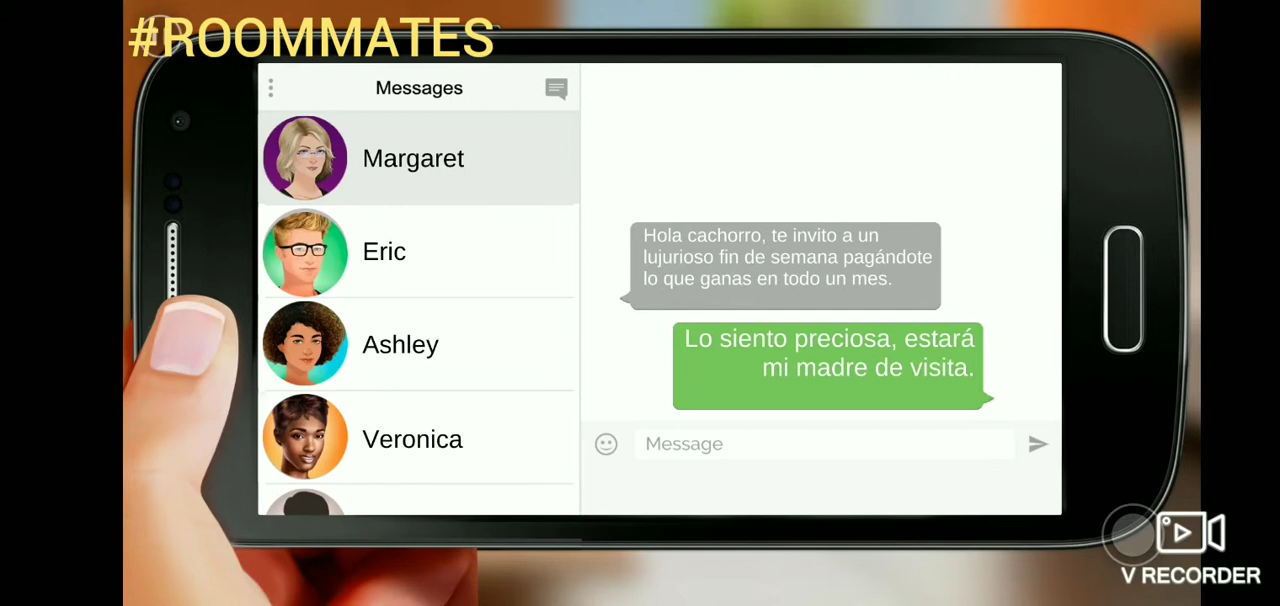 #ROOMMATES
Messages
Margaret
Eric
Ashley
Veronica
Hola cachorro, te invito a un
lujurioso fin de semana pagándote
lo que ganas en todo un mes.
Lo siento preciosa, estará
mi madre de visita.
Message
V RECORDER